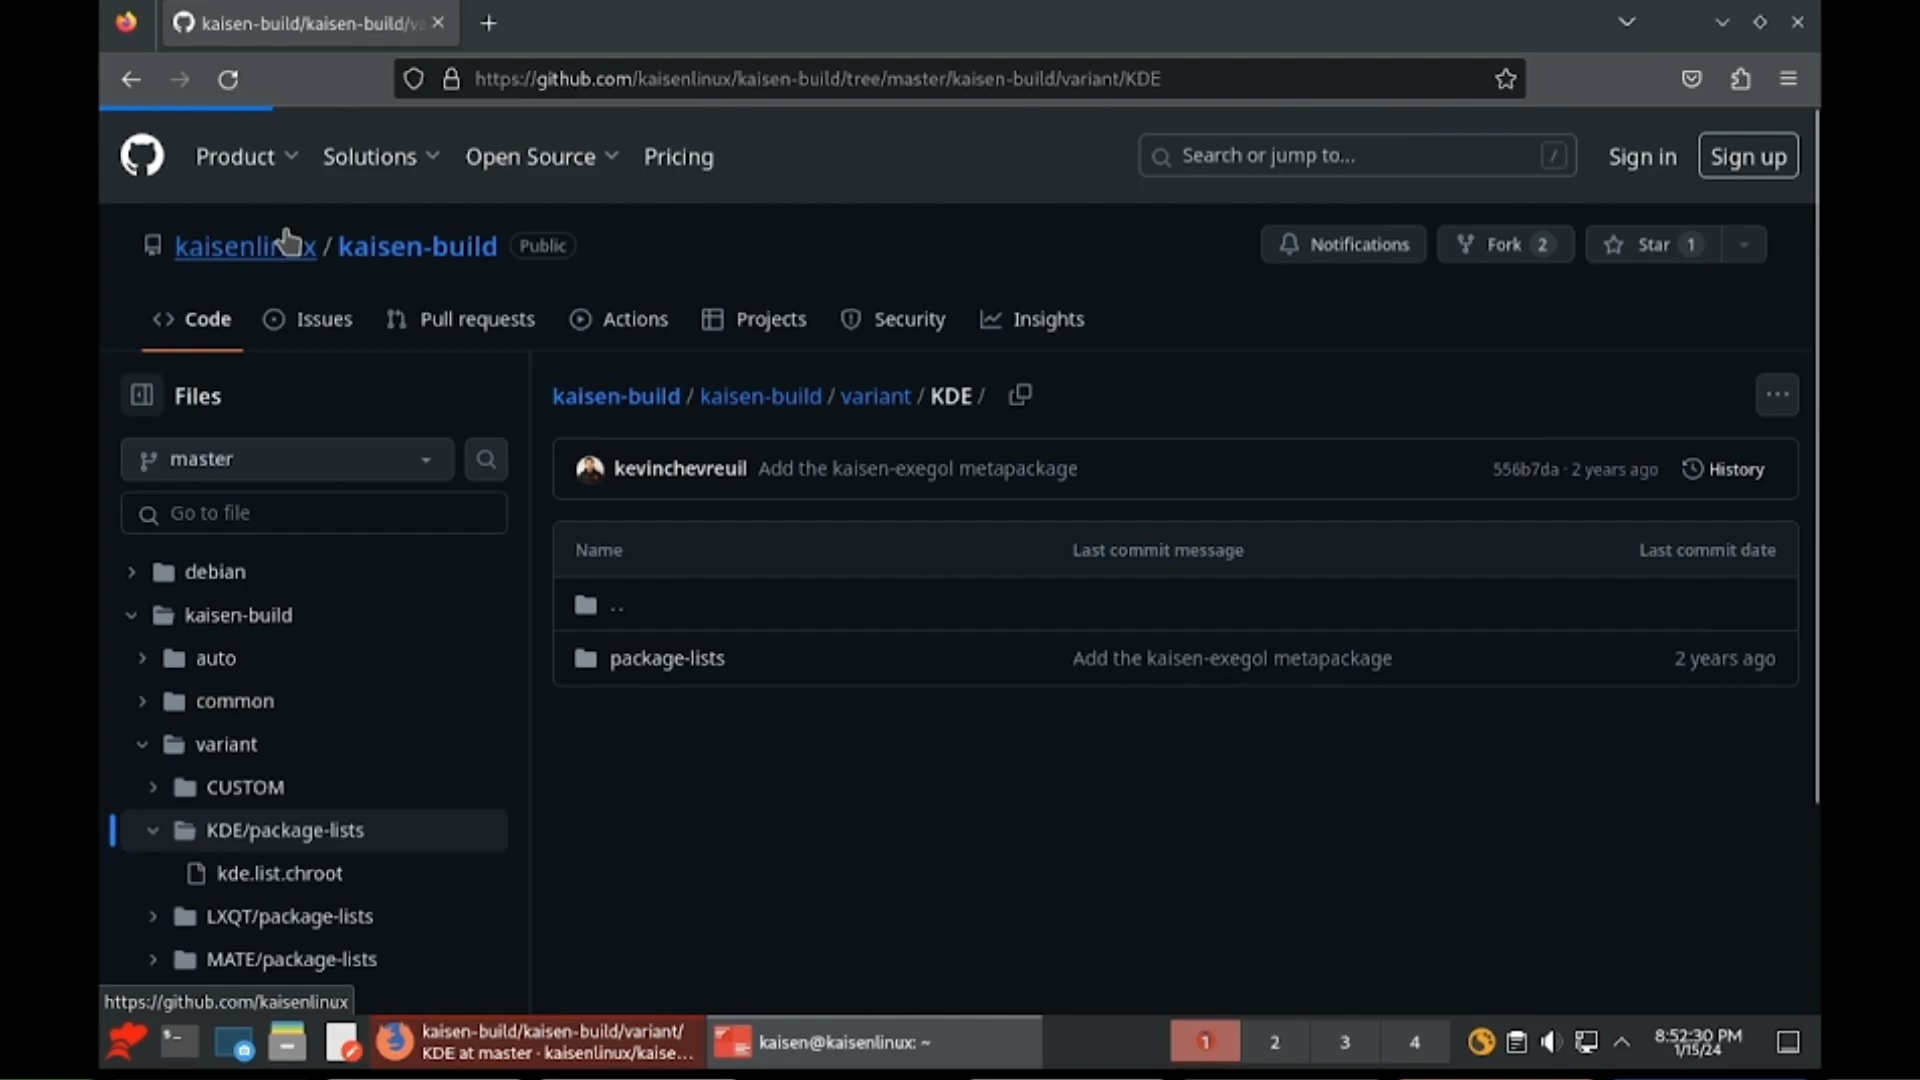 kaisen-build/kaisen-build/va
https://github.com/kaisenlinux/kaisen-build/tree/master/kaisen-build/variant/KDE
Product Solutions Open Source Pricing Search or jump to... / Sign in Sign up
kaisenlinux / kaisen-build Public Notifications Fork 2 Star 1
Code Issues Pull requests Actions Projects Security Insights
Files
master
Go to file
debian
kaisen-build
auto
common
variant
CUSTOM
KDE/package-lists
kde.list.chroot
LXQT/package-lists
MATE/package-lists
kaisen-build / kaisen-build / variant / KDE /
kevinchevreuil Add the kaisen-exegol metapackage 556b7da · 2 years ago History
Name Last commit message Last commit date
..
package-lists Add the kaisen-exegol metapackage 2 years ago
https://github.com/kaisenlinux
kaisen-build/kaisen-build/variant/
KDE at master · kaisenlinux/kaise...
kaisen@kaisenlinux: ~
1 2 3 4
8:52:30 PM
1/15/24